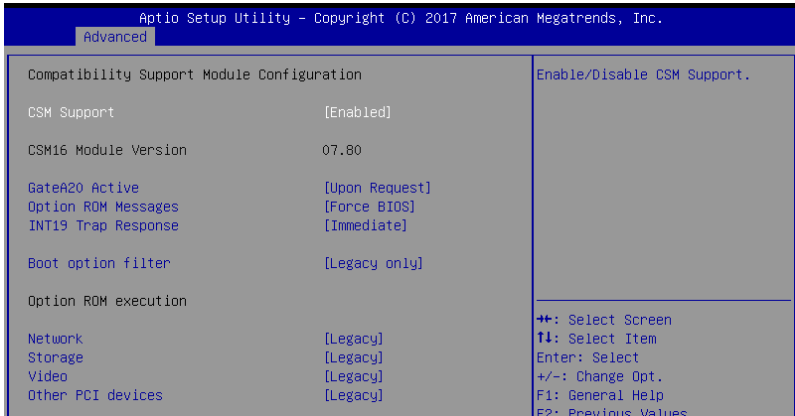 Aptio Setup Utility – Copyright (C) 2017 American Megatrends, Inc.
Advanced
Compatibility Support Module Configuration
CSM Support [Enabled]
CSM16 Module Version 07.80
GateA20 Active [Upon Request]
Option ROM Messages [Force BIOS]
INT19 Trap Response [Immediate]
Boot option filter [Legacy only]
Option ROM execution
Network [Legacy]
Storage [Legacy]
Video [Legacy]
Other PCI devices [Legacy]
Enable/Disable CSM Support.
→←: Select Screen
↑↓: Select Item
Enter: Select
+/-: Change Opt.
F1: General Help
F2: Previous Values